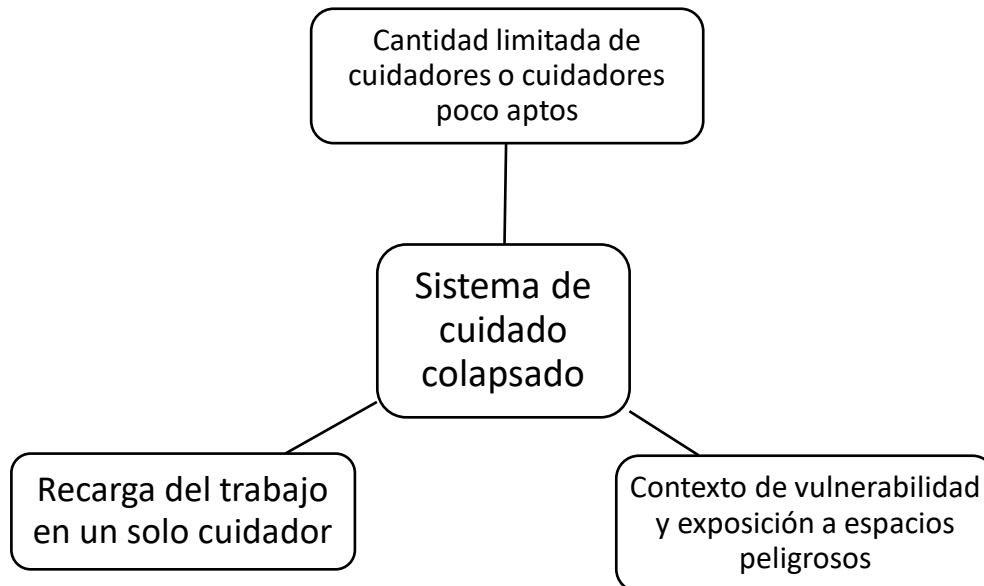 Cantidad limitada de
cuidadores o cuidadores
poco aptos
Sistema de
cuidado
colapsado
Recarga del trabajo
en un solo cuidador
Contexto de vulnerabilidad
y exposición a espacios
peligrosos